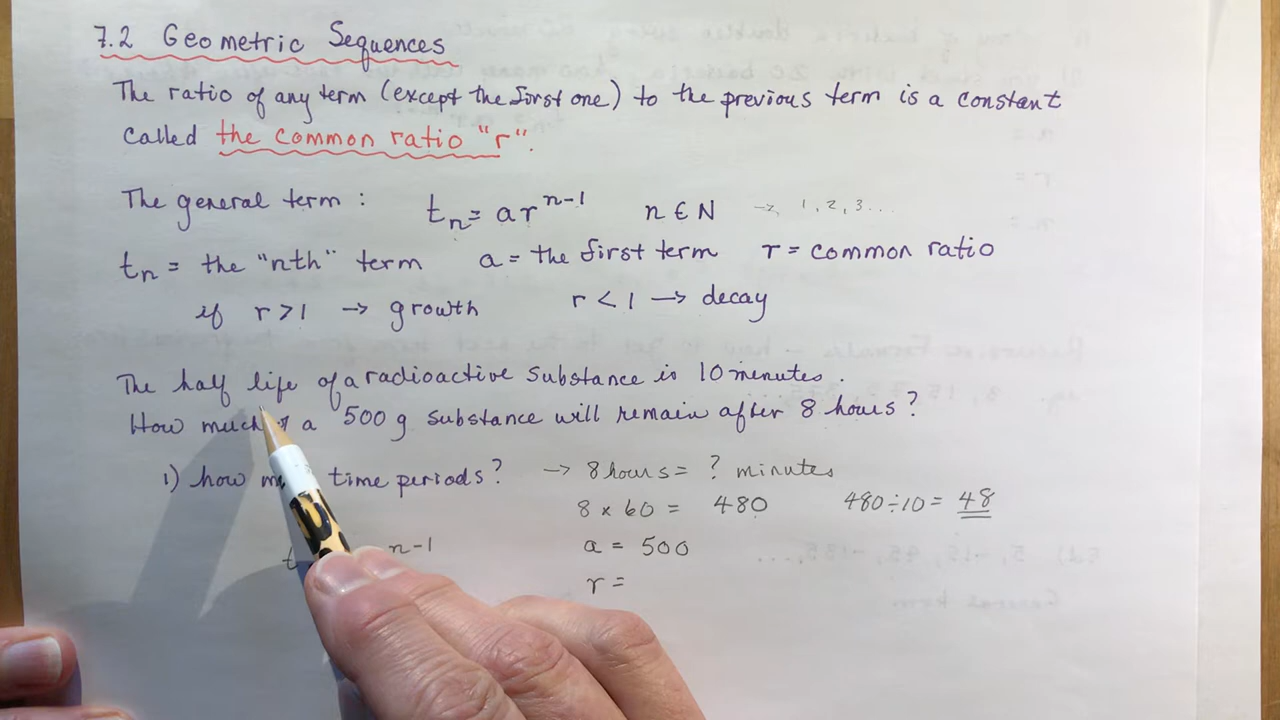 7.2 Geometric Sequences
The ratio of any term (except the first one) to the previous term is a constant
called the common ratio "r".
The general term : tn = ar^n-1 n ∈ N → 1, 2, 3...
tn = the "nth" term a = the first term r = common ratio
if r > 1 → growth r < 1 → decay
The half life of a radioactive substance is 10 minutes.
How much a 500 g substance will remain after 8 hours?
1) how time periods? → 8 hours = ? minutes
8 x 60 = 480 480 ÷ 10 = 48
t n-1 a = 500
r =